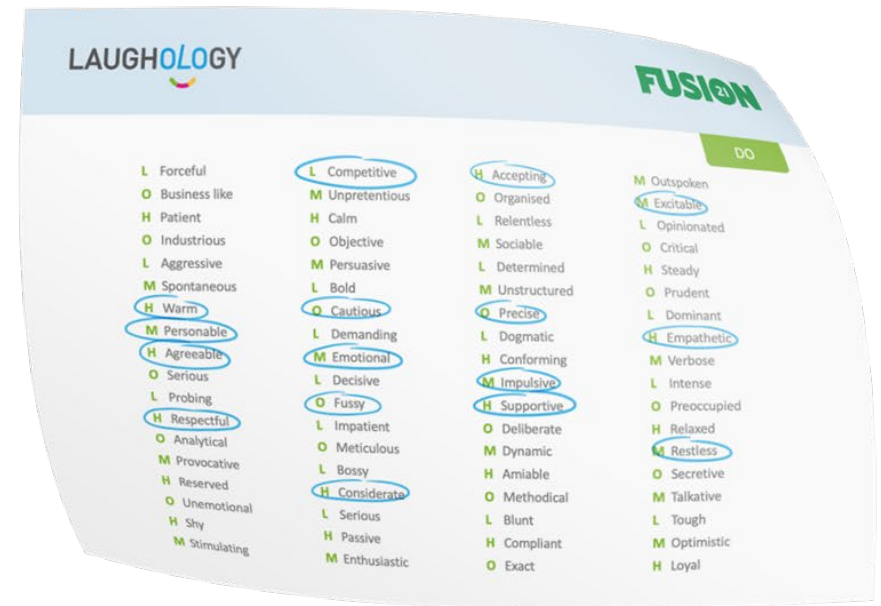 LAUGHOLOGY
FUSION
21
DO
L Forceful
O Business like
H Patient
O Industrious
L Aggressive
M Spontaneous
H Warm
M Personable
H Agreeable
O Serious
L Probing
H Respectful
O Analytical
M Provocative
H Reserved
O Unemotional
H Shy
M Stimulating
L Competitive
M Unpretentious
H Calm
O Objective
M Persuasive
L Bold
O Cautious
L Demanding
M Emotional
L Decisive
O Fussy
L Impatient
O Meticulous
L Bossy
H Considerate
L Serious
H Passive
M Enthusiastic
H Accepting
O Organised
L Relentless
M Sociable
L Determined
M Unstructured
O Precise
L Dogmatic
H Conforming
M Impulsive
H Supportive
O Deliberate
M Dynamic
H Amiable
O Methodical
L Blunt
H Compliant
O Exact
M Outspoken
M Excitable
L Opinionated
O Critical
H Steady
O Prudent
L Dominant
H Empathetic
M Verbose
L Intense
O Preoccupied
H Relaxed
M Restless
O Secretive
M Talkative
L Tough
M Optimistic
H Loyal